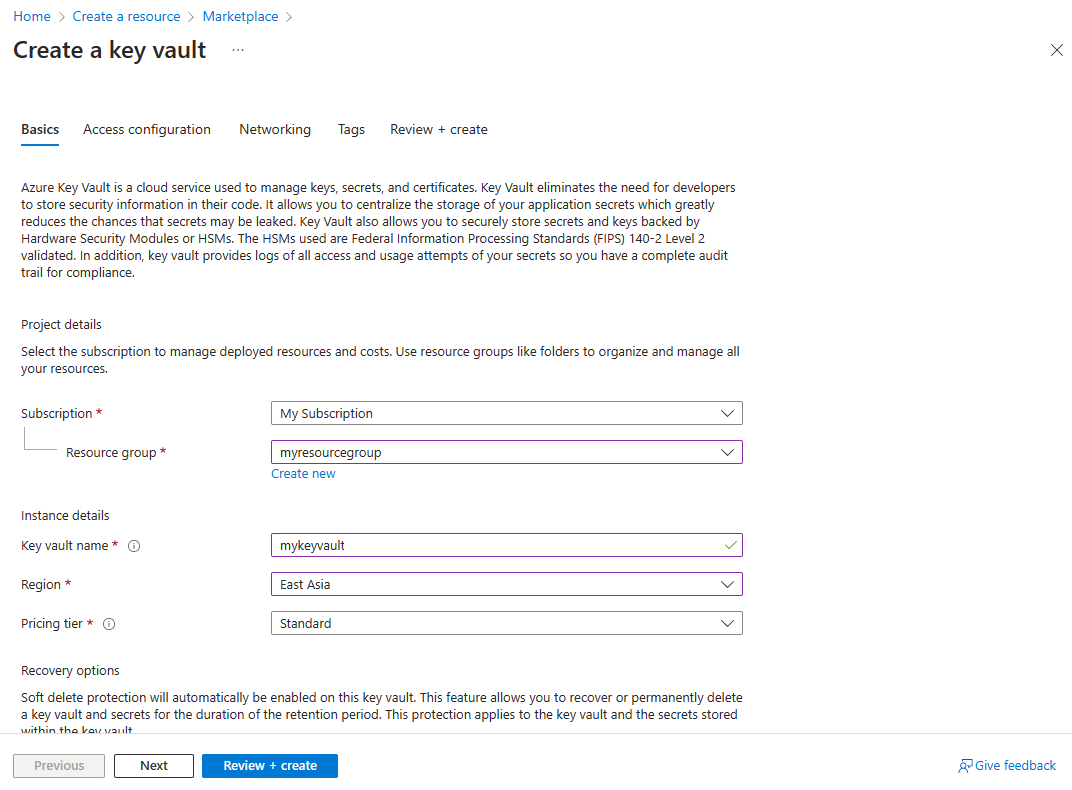 Home > Create a resource > Marketplace >
Create a key vault ...
Basics Access configuration Networking Tags Review + create
Azure Key Vault is a cloud service used to manage keys, secrets, and certificates. Key Vault eliminates the need for developers
to store security information in their code. It allows you to centralize the storage of your application secrets which greatly
reduces the chances that secrets may be leaked. Key Vault also allows you to securely store secrets and keys backed by
Hardware Security Modules or HSMs. The HSMs used are Federal Information Processing Standards (FIPS) 140-2 Level 2
validated. In addition, key vault provides logs of all access and usage attempts of your secrets so you have a complete audit
trail for compliance.
Project details
Select the subscription to manage deployed resources and costs. Use resource groups like folders to organize and manage all
your resources.
Subscription * My Subscription
Resource group * myresourcegroup
Create new
Instance details
Key vault name * mykeyvault
Region * East Asia
Pricing tier * Standard
Recovery options
Soft delete protection will automatically be enabled on this key vault. This feature allows you to recover or permanently delete
a key vault and secrets for the duration of the retention period. This protection applies to the key vault and the secrets stored
within the key vault.
Previous Next Review + create Give feedback